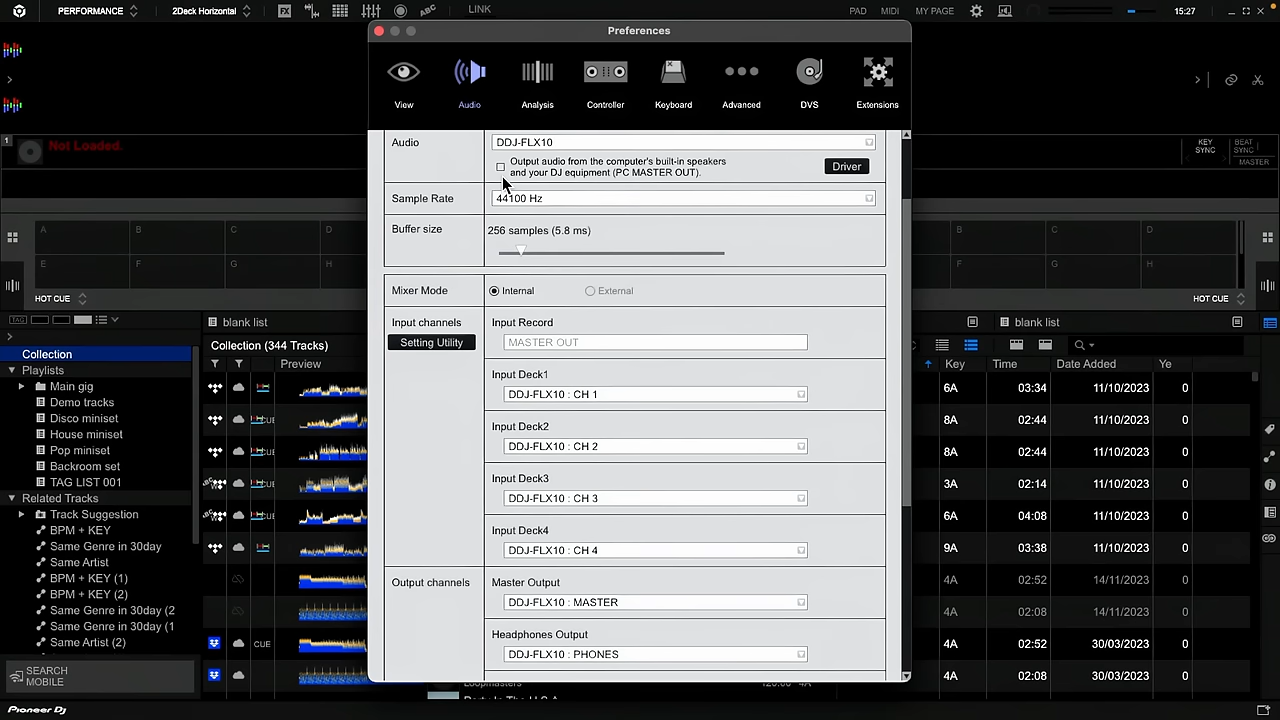 PERFORMANCE 2Deck Horizontal ABC LINK PAD MIDI MY PAGE 15:27
Preferences
View Audio Analysis Controller Keyboard Advanced DVS Extensions
1 Not Loaded.
KEY SYNC BEAT SYNC
MASTER
Audio DDJ-FLX10
Output audio from the computer's built-in speakers
and your DJ equipment (PC MASTER OUT).
Driver
Sample Rate 44100 Hz
Buffer size 256 samples (5.8 ms)
A B C D B C D
E F G H F G H
HOT CUE HOT CUE
Mixer Mode Internal External
Input channels Input Record
Setting Utility MASTER OUT
Input Deck1
DDJ-FLX10 : CH 1
Input Deck2
DDJ-FLX10 : CH 2
Input Deck3
DDJ-FLX10 : CH 3
Input Deck4
DDJ-FLX10 : CH 4
Output channels Master Output
DDJ-FLX10 : MASTER
Headphones Output
DDJ-FLX10 : PHONES
TAG
blank list blank list
Collection
Playlists
Main gig
Demo tracks
Disco miniset
House miniset
Pop miniset
Backroom set
TAG LIST 001
Related Tracks
Track Suggestion
BPM + KEY
Same Genre in 30day
Same Artist
BPM + KEY (1)
BPM + KEY (2)
Same Genre in 30day (2
Same Genre in 30day (1
Same Artist (2)
SEARCH
MOBILE
Collection (344 Tracks)
Preview Key Time Date Added Ye
6A 03:34 11/10/2023 0
8A 02:44 11/10/2023 0
8A 02:44 11/10/2023 0
3A 02:14 11/10/2023 0
6A 04:08 11/10/2023 0
9A 03:38 11/10/2023 0
4A 02:52 14/11/2023 0
4A 02:08 14/11/2023 0
CUE 4A 02:52 30/03/2023 0
4A 04:28 30/03/2023 0
Pioneer Dj